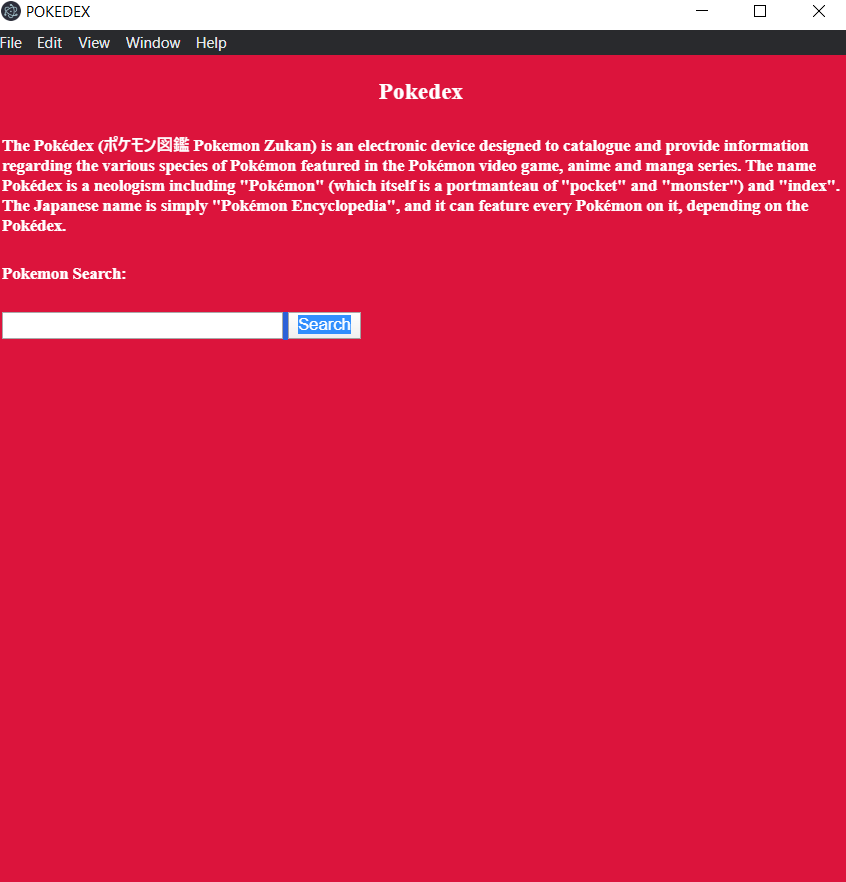 POKEDEX
File Edit View Window Help
Pokedex
The Pokédex (ポケモン図鑑 Pokemon Zukan) is an electronic device designed to catalogue and provide information
regarding the various species of Pokémon featured in the Pokémon video game, anime and manga series. The name
Pokédex is a neologism including "Pokémon" (which itself is a portmanteau of "pocket" and "monster") and "index".
The Japanese name is simply "Pokémon Encyclopedia", and it can feature every Pokémon on it, depending on the
Pokédex.
Pokemon Search:
Search